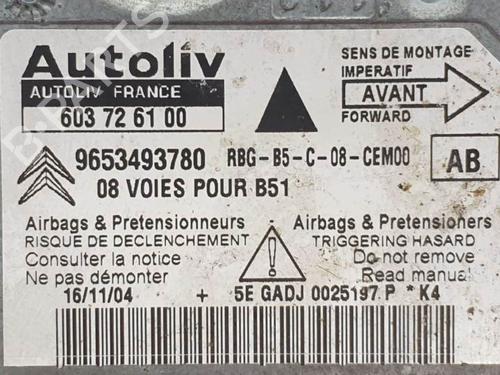 Autoliv
AUTOLIV FRANCE
603 72 61 00
SENS DE MONTAGE
IMPERATIF
AVANT
FORWARD
9653493780 RBG-B5-C-08-CEM00 AB
08 VOIES POUR B51
Airbags & Pretensionneurs
RISQUE DE DECLENCHEMENT
Consulter la notice
Ne pas démonter
Airbags & Pretensioners
TRIGGERING HASARD
Do not remove
Read manual
16/11/04 + 5E GADJ 0025197 P * K4